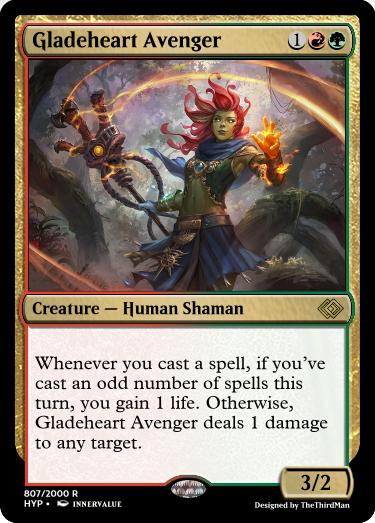 Gladeheart Avenger 1
Creature — Human Shaman
Whenever you cast a spell, if you've
cast an odd number of spells this
turn, you gain 1 life. Otherwise,
Gladeheart Avenger deals 1 damage
to any target.
3/2
807/2000 R
HYP • INNERVALUE
Designed by TheThirdMan